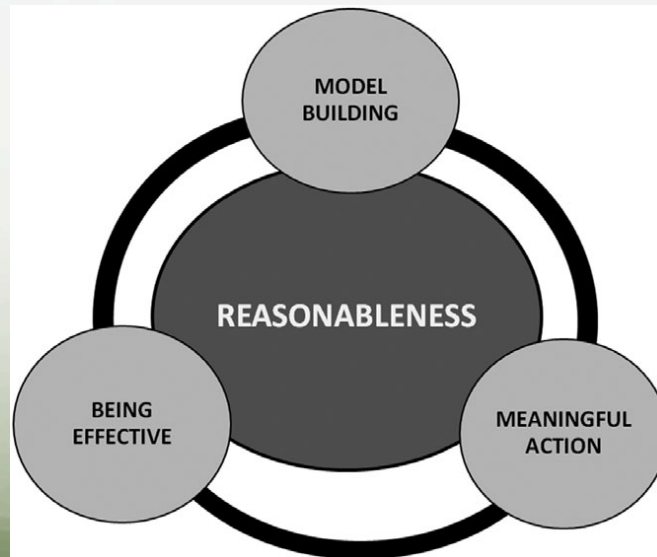 MODEL
BUILDING
REASONABLENESS
BEING
EFFECTIVE
MEANINGFUL
ACTION